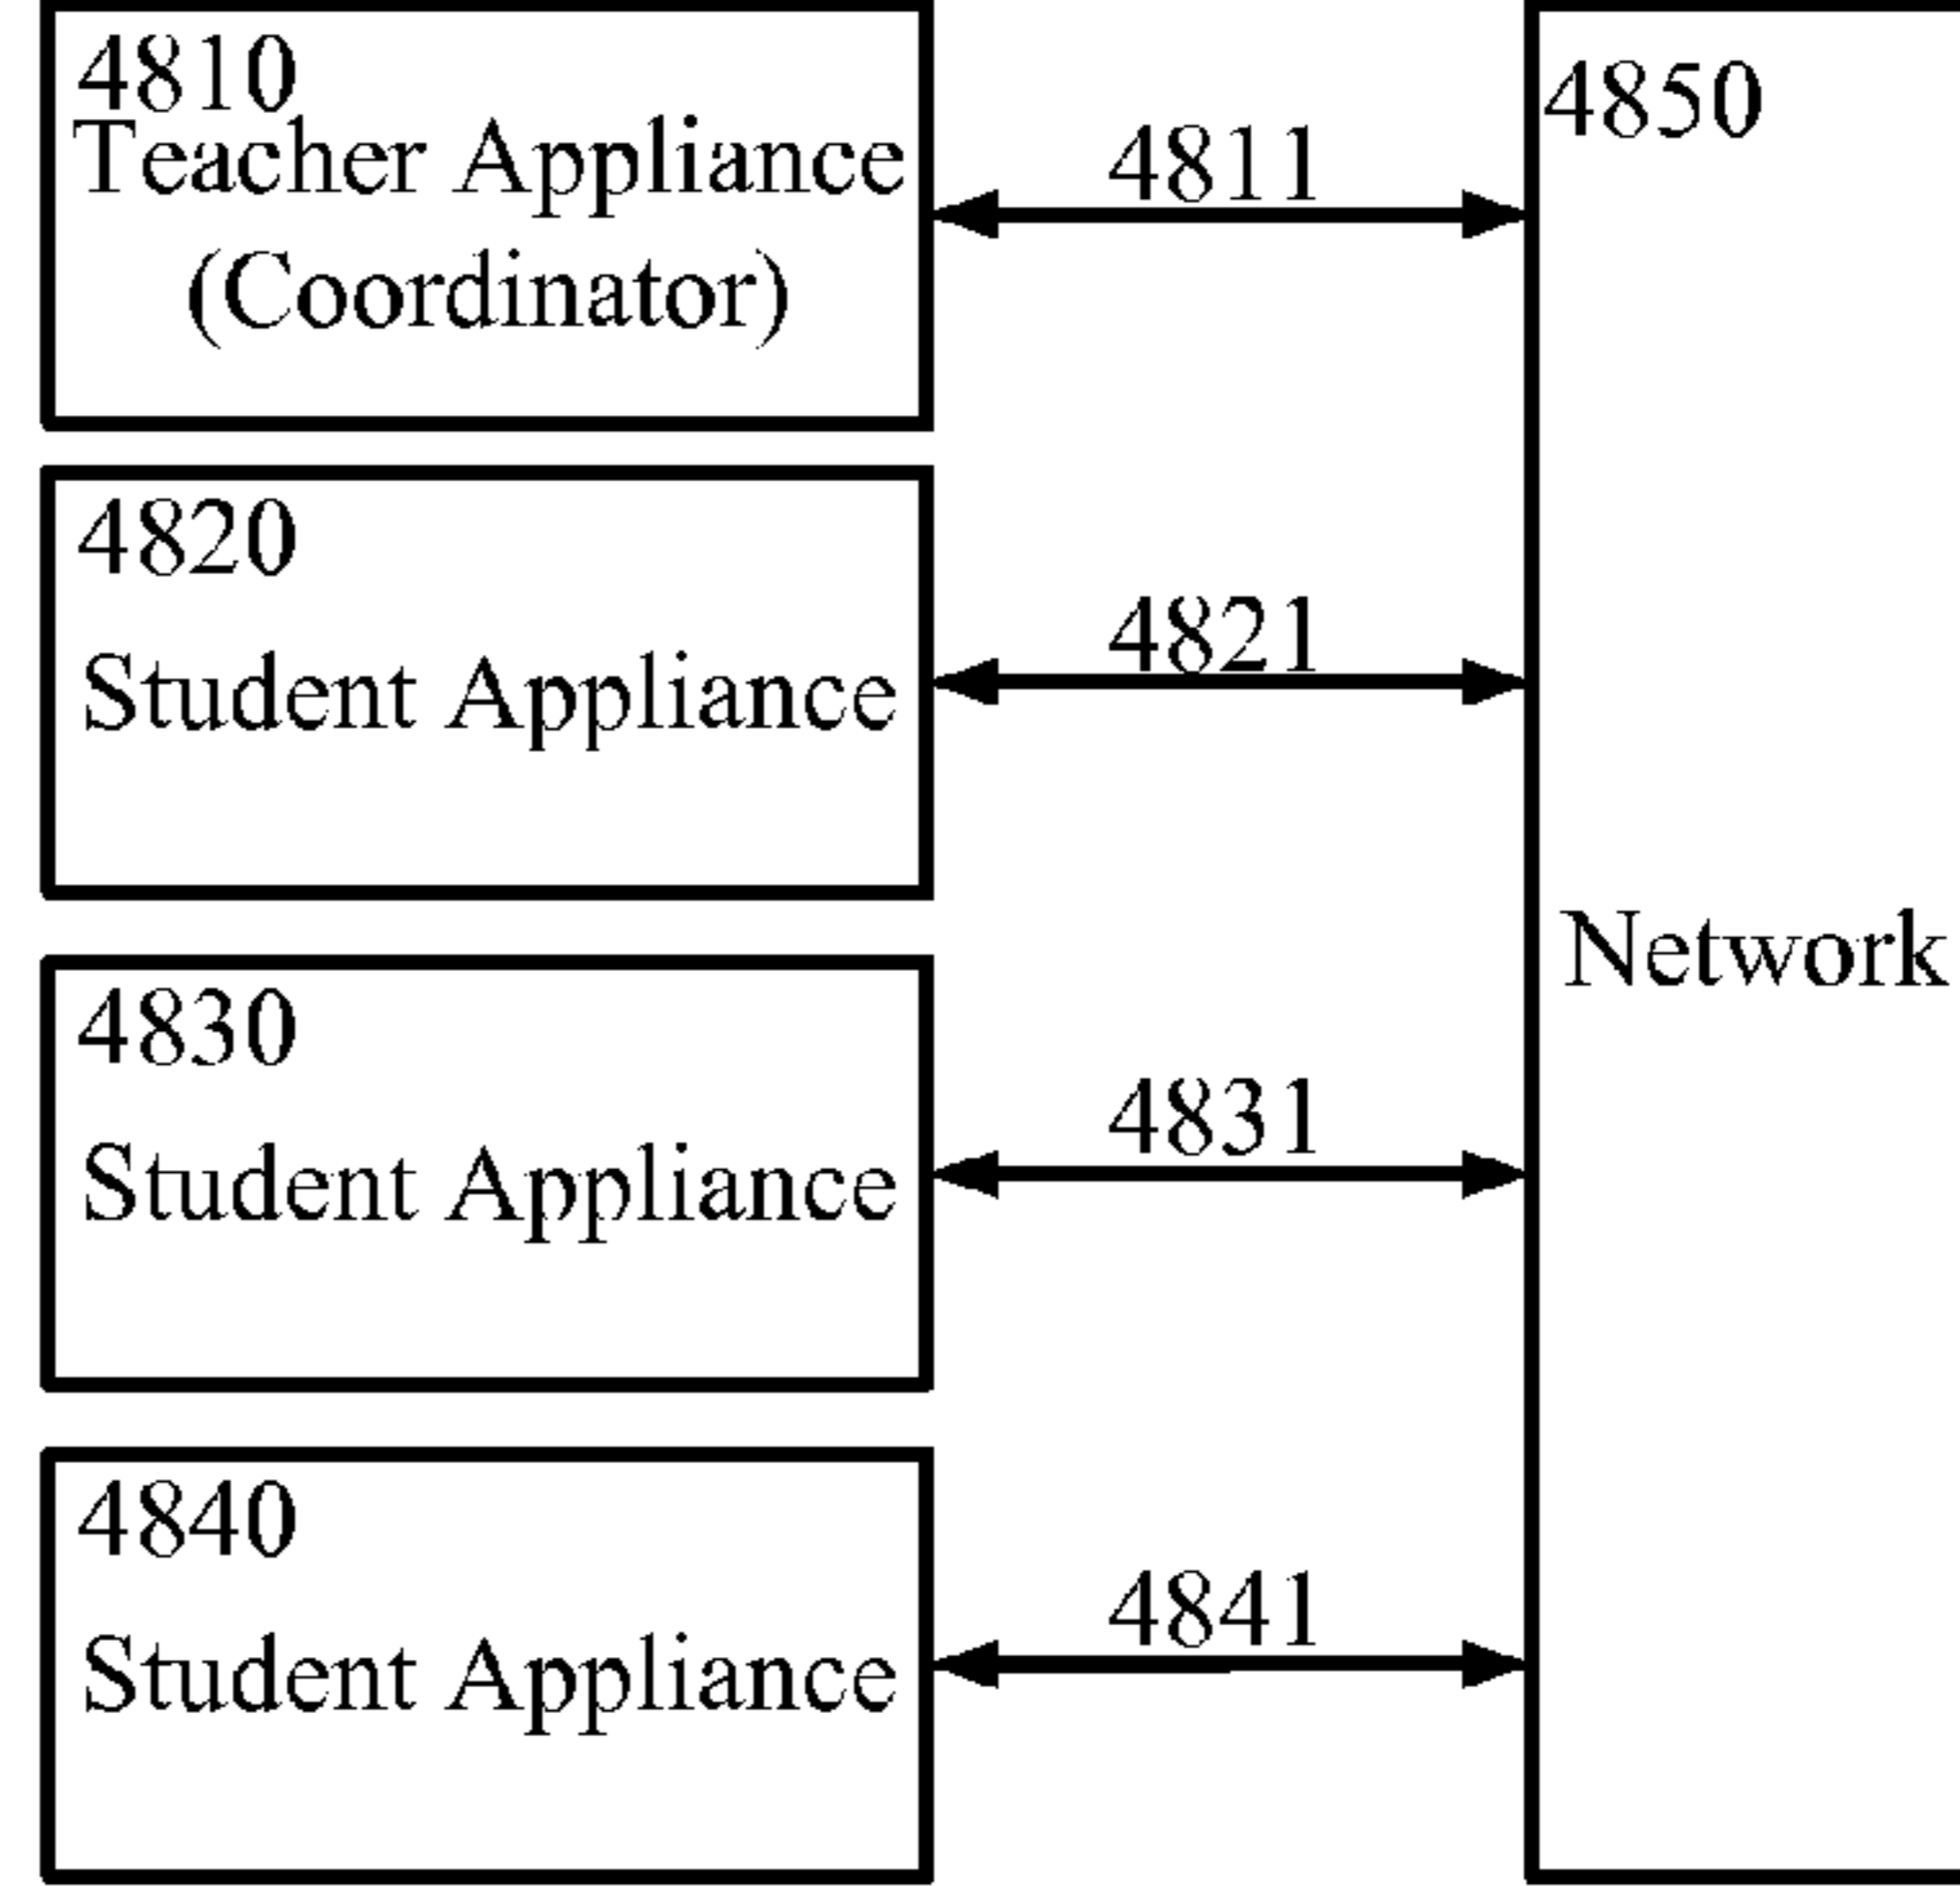 4810
Teacher Appliance
(Coordinator)
4811
4820
Student Appliance
4821
4830
Student Appliance
4831
4840
Student Appliance
4841
4850
Network